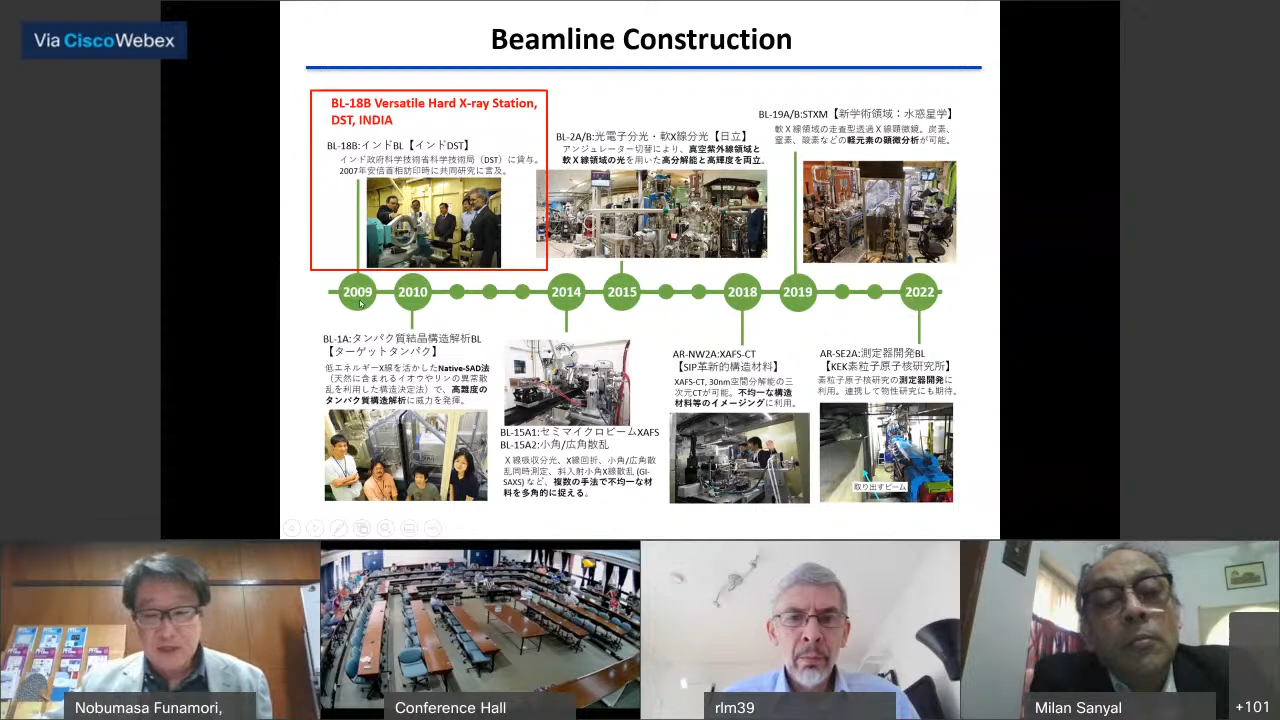 Via Cisco Webex
Beamline Construction
BL-18B Versatile Hard X-ray Station,
DST, INDIA
BL-18B:インドBL【インドDST】
インド政府科学技術省科学技術局（DST）に貸与。
2007年安倍首相訪印時に共同研究に言及。
BL-2A/B:光電子分光・軟X線分光【日立】
アンジュレーター切替により、真空紫外線領域と
軟X線領域の光を用いた高分解能と高輝度を両立。
BL-19A/B:STXM【新学術領域：水惑星学】
軟X線領域の走査型透過X線顕微鏡。炭素、
窒素、酸素などの軽元素の顕微分析が可能。
2009
2010
2014
2015
2018
2019
2022
BL-1A:タンパク質結晶構造解析BL
【ターゲットタンパク】
低エネルギーX線を活かしたNative-SAD法
（天然に含まれるイオウやリンの異常散
乱を利用した構造決定法）で、高難度の
タンパク質構造解析に威力を発揮。
BL-15A1:セミマイクロビームXAFS
BL-15A2:小角/広角散乱
X線吸収分光、X線回折、小角/広角散
乱同時測定、斜入射小角X線散乱 (GI-
SAXS) など、複数の手法で不均一な材
料を多角的に捉える。
AR-NW2A:XAFS-CT
【SIP革新的構造材料】
XAFS-CT, 30nm空間分解能の三
次元CTが可能。不均一な構造
材料等のイメージングに利用。
AR-SE2A:測定器開発BL
【KEK素粒子原子核研究所】
素粒子原子核研究の測定器開発に
利用。連携して物性研究にも期待。
取り出すビーム
Nobumasa Funamori,
Conference Hall
rlm39
Milan Sanyal
+101